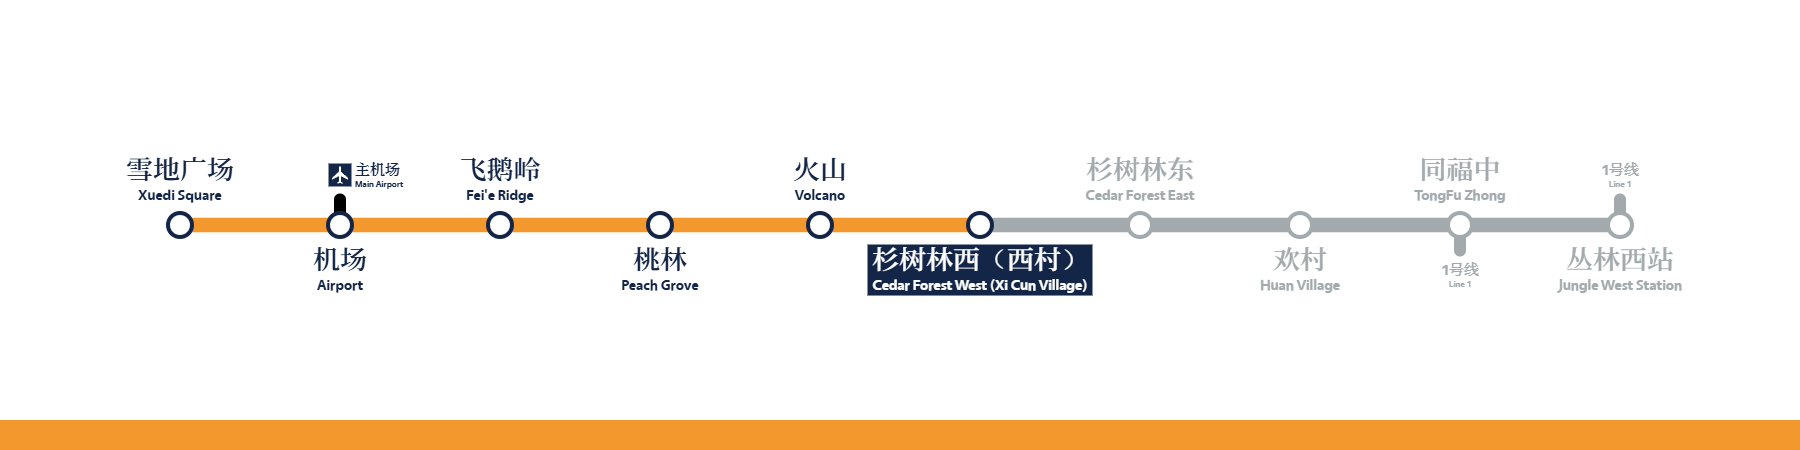 雪地广场
Xuedi Square
主机场
Main Airport
机场
Airport
飞鹅岭
Fei'e Ridge
桃林
Peach Grove
火山
Volcano
杉树林西（西村）
Cedar Forest West (Xi Cun Village)
杉树林东
Cedar Forest East
欢村
Huan Village
同福中
TongFu Zhong
1号线
Line 1
1号线
Line 1
丛林西站
Jungle West Station